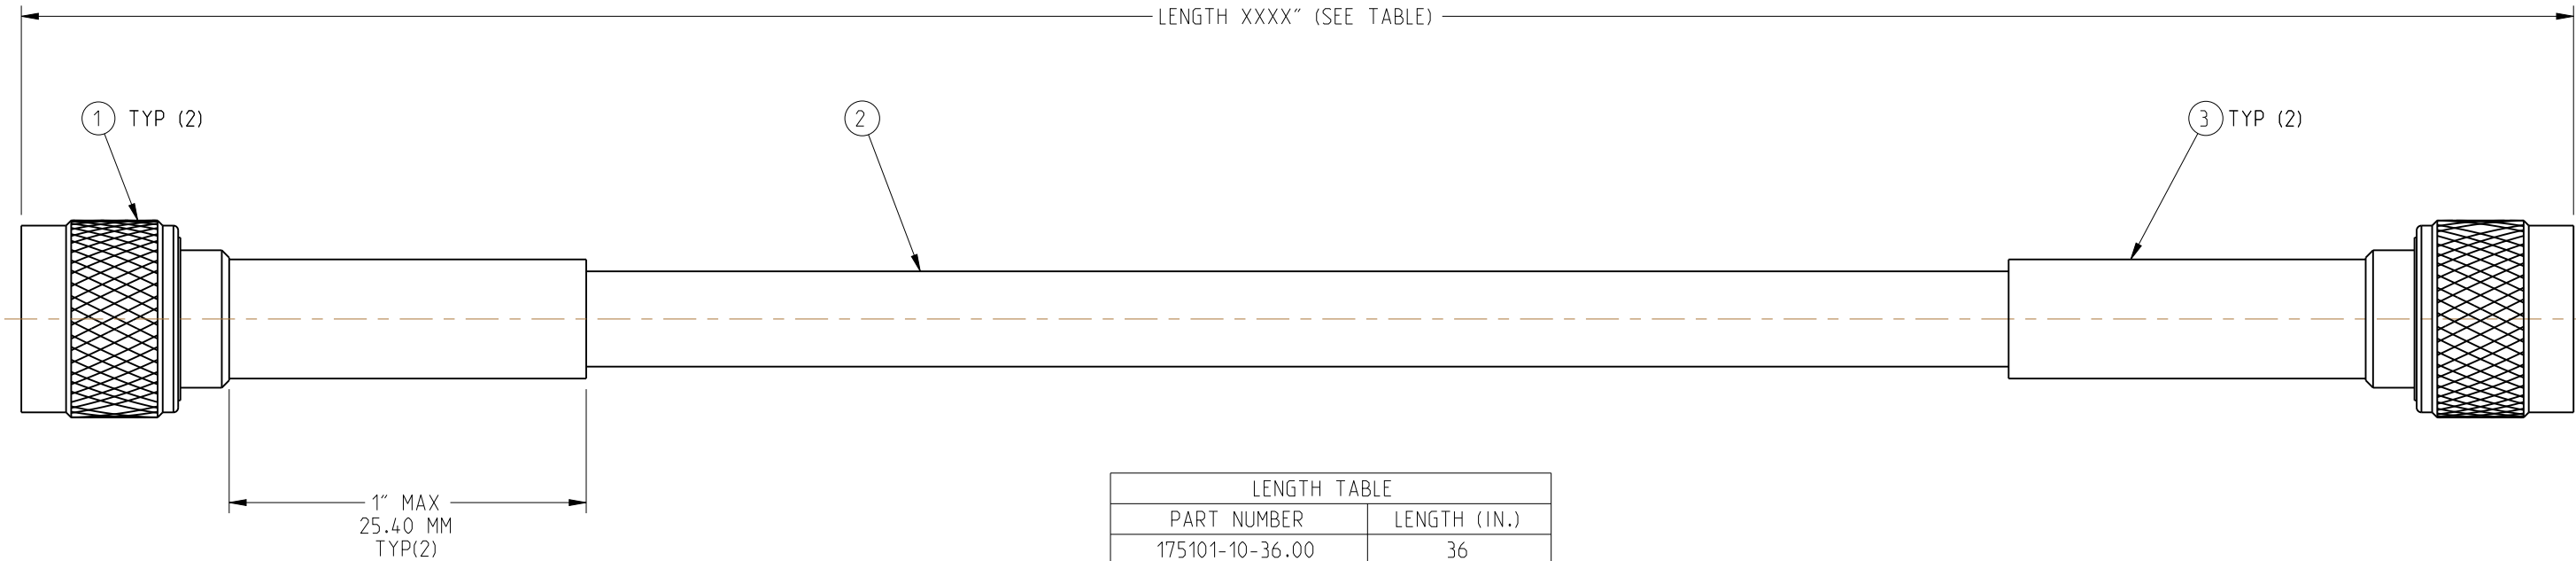 LENGTH XXXX" (SEE TABLE)
1 TYP (2)
2
3 TYP (2)
1" MAX
25.40 MM
TYP(2)
LENGTH TABLE
PART NUMBER LENGTH (IN.)
175101-10-36.00 36